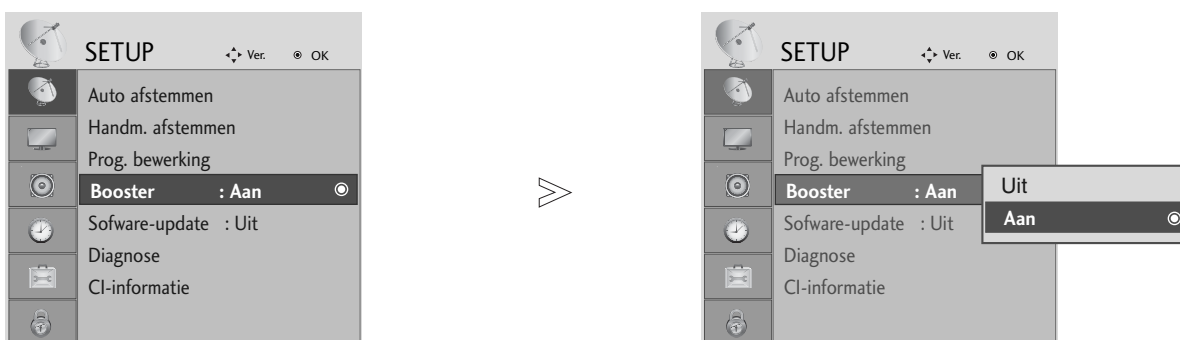 SETUP Ver. OK
Auto afstemmen
Handm. afstemmen
Prog. bewerking
Booster : Aan
Sofware-update : Uit
Diagnose
CI-informatie
SETUP Ver. OK
Auto afstemmen
Handm. afstemmen
Prog. bewerking
Booster : Aan
Sofware-update : Uit
Diagnose
CI-informatie
Uit
Aan